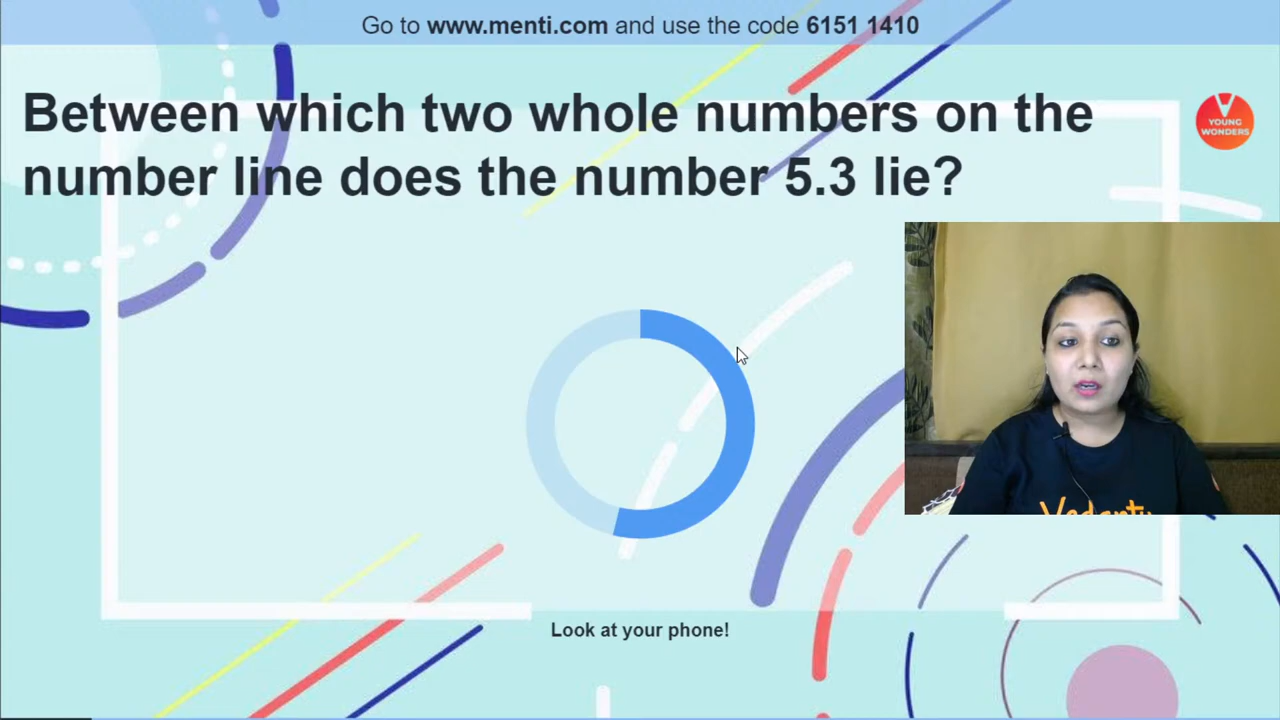 Go to www.menti.com and use the code 6151 1410
Between which two whole numbers on the
number line does the number 5.3 lie?
YOUNG
WONDERS
Look at your phone!